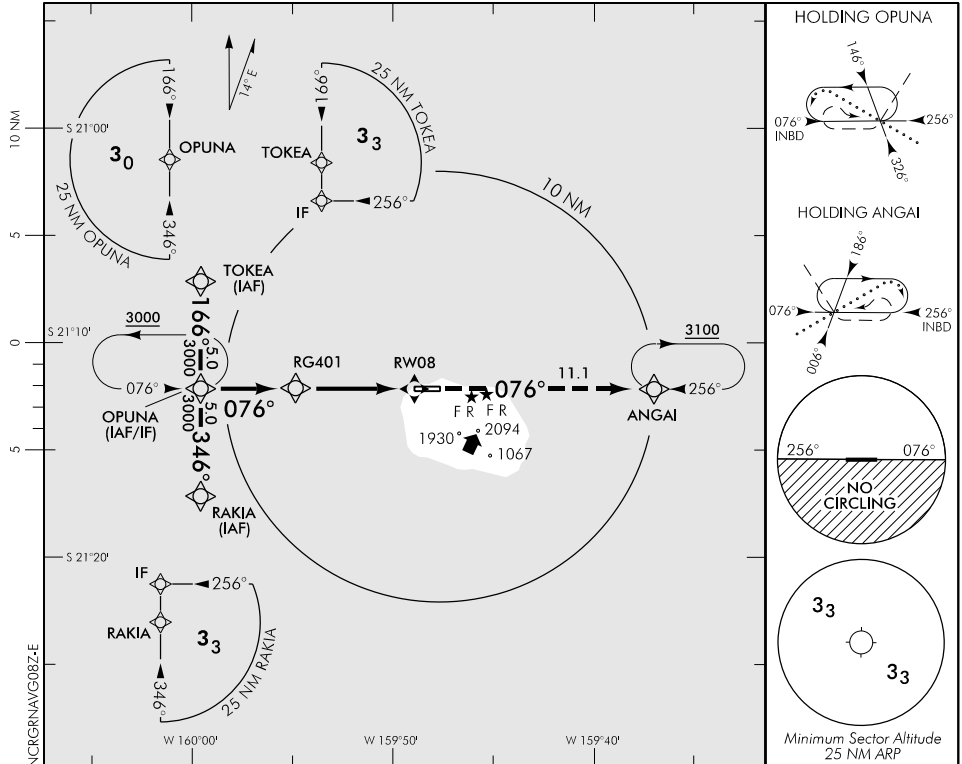 166°
14° E
25 NM TOKEA
166°
HOLDING OPUNA
146°
076°
INBD
256°
326°
10 NM
S 21°00'
3₀
OPUNA
TOKEA
3₃
IF
256°
25 NM OPUNA
346°
10 NM
5
TOKEA
(IAF)
HOLDING ANGAI
186°
076°
256°
INBD
006°
3000
S 21°10'
0
166°
5.0
3000
076°
OPUNA
(IAF/IF)
076°
RG401
RW08
076°
11.1
3100
256°
ANGAI
F R
F R
1930
2094
1067
5.0
3000
346°
5
RAKIA
(IAF)
256°
076°
NO
CIRCLING
S 21°20'
IF
256°
RAKIA
3₃
346°
25 NM RAKIA
3₃
3₃
Minimum Sector Altitude
25 NM ARP
NCRGRNAVG08Z-E
W 160°00'
W 159°50'
W 159°40'